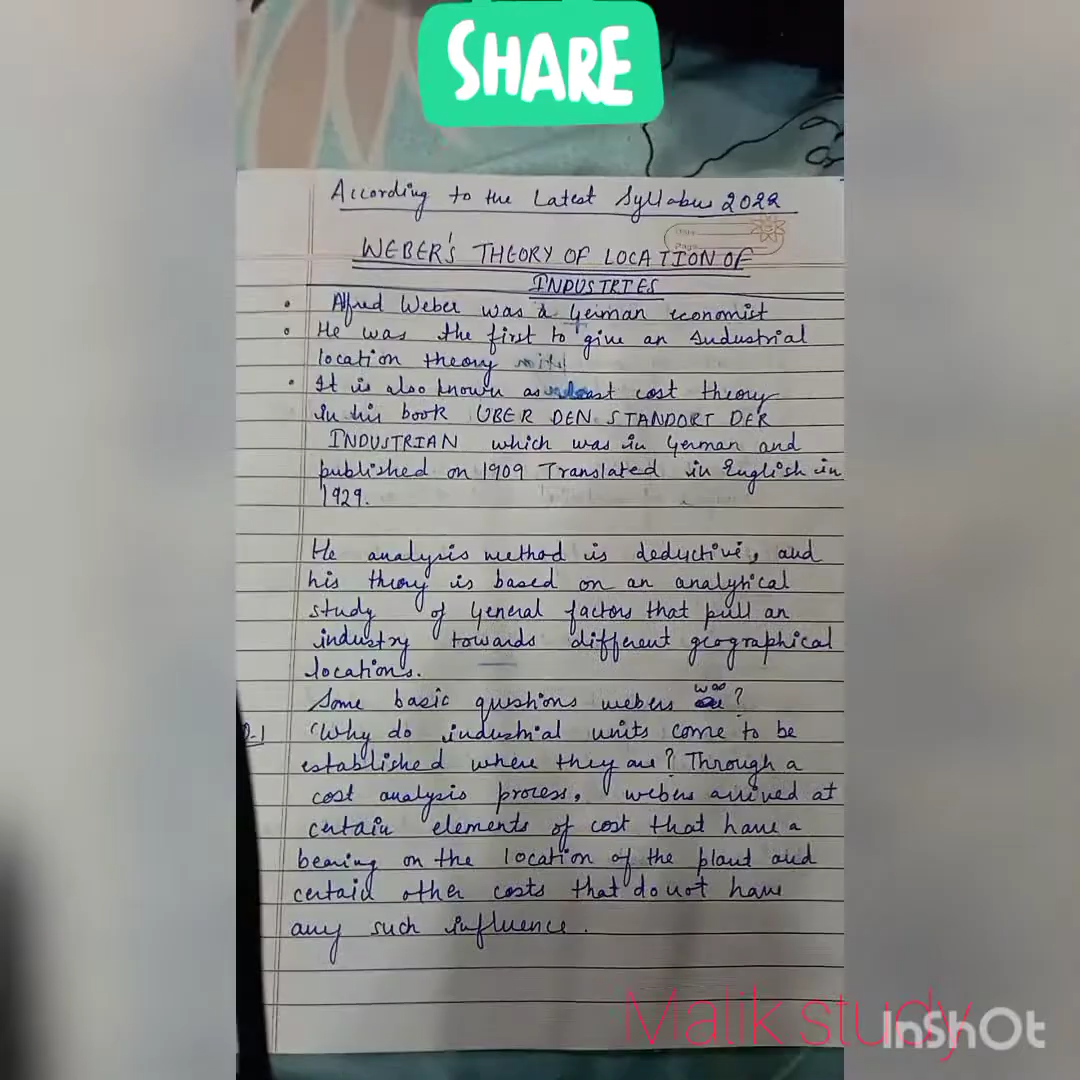 SHARE
According to the Latest Syllabus 2022
WEBER'S THEORY OF LOCATION OF
INDUSTRIES
• Alfred Weber was a German economist
• He was the first to give an Industrial
location theory
• It is also known as least cost theory
in his book UBER DEN STANDORT DER
INDUSTRIAN which was in German and
published on 1909 Translated in English in
1929.
He analysis method is deductive, and
his theory is based on an analytical
study of General factors that pull an
industry towards different geographical
locations.
Some basic questions webers was ?
Q.1 Why do industrial units come to be
established where they are? Through a
cost analysis process, webers arrived at
certain elements of cost that have a
bearing on the location of the plant and
certain other costs that do not have
any such influence.
Malik study
InShOt